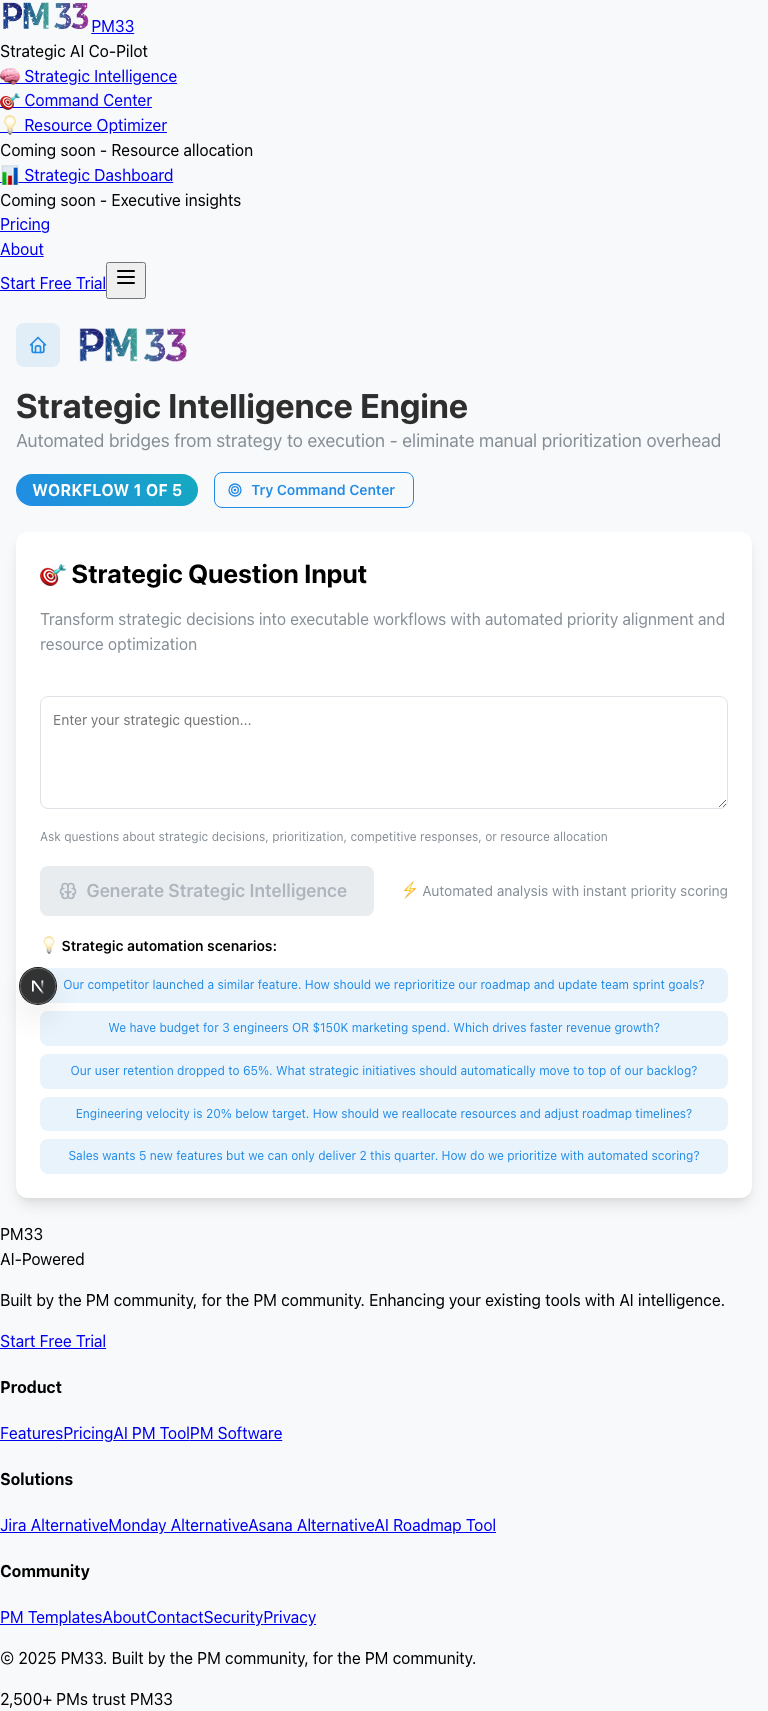 PM 33 PM33
Strategic AI Co-Pilot
🧠 Strategic Intelligence
🎯 Command Center
💡 Resource Optimizer
Coming soon - Resource allocation
📊 Strategic Dashboard
Coming soon - Executive insights
Pricing
About
Start Free Trial
PM 33
Strategic Intelligence Engine
Automated bridges from strategy to execution - eliminate manual prioritization overhead
WORKFLOW 1 OF 5
Try Command Center
🎯 Strategic Question Input
Transform strategic decisions into executable workflows with automated priority alignment and
resource optimization
Enter your strategic question...
Ask questions about strategic decisions, prioritization, competitive responses, or resource allocation
Generate Strategic Intelligence
⚡ Automated analysis with instant priority scoring
💡 Strategic automation scenarios:
N
Our competitor launched a similar feature. How should we reprioritize our roadmap and update team sprint goals?
We have budget for 3 engineers OR $150K marketing spend. Which drives faster revenue growth?
Our user retention dropped to 65%. What strategic initiatives should automatically move to top of our backlog?
Engineering velocity is 20% below target. How should we reallocate resources and adjust roadmap timelines?
Sales wants 5 new features but we can only deliver 2 this quarter. How do we prioritize with automated scoring?
PM33
AI-Powered
Built by the PM community, for the PM community. Enhancing your existing tools with AI intelligence.
Start Free Trial
Product
FeaturesPricingAI PM ToolPM Software
Solutions
Jira AlternativeMonday AlternativeAsana AlternativeAI Roadmap Tool
Community
PM TemplatesAboutContactSecurityPrivacy
© 2025 PM33. Built by the PM community, for the PM community.
2,500+ PMs trust PM33